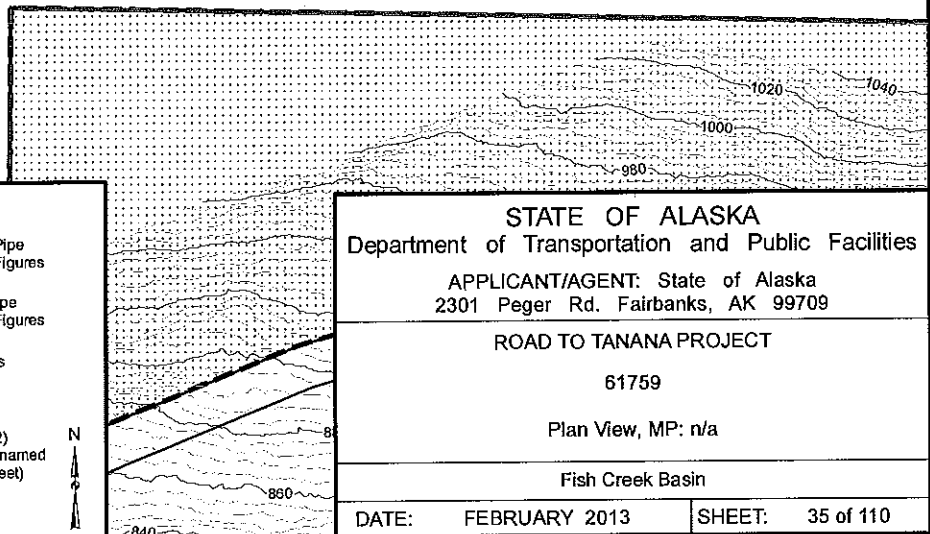 1020
1040
1000
980
Pipe
Figures
pe
Figures
s
2)
named
eet)
N
860
840
STATE OF ALASKA
Department of Transportation and Public Facilities
APPLICANT/AGENT: State of Alaska
2301 Peger Rd. Fairbanks, AK 99709
ROAD TO TANANA PROJECT
61759
Plan View, MP: n/a
Fish Creek Basin
DATE: FEBRUARY 2013 SHEET: 35 of 110